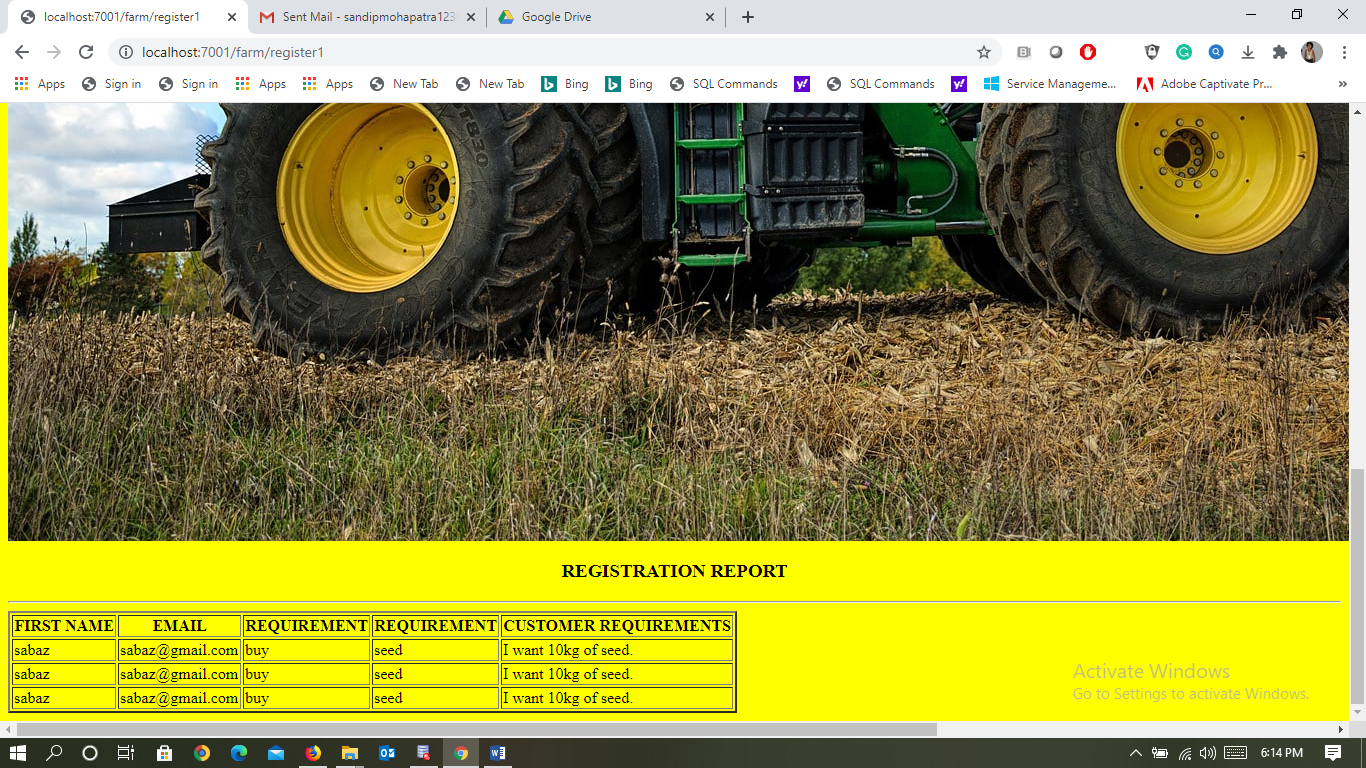 localhost:7001/farm/register1
Sent Mail - sandipmohapatra123
Google Drive
localhost:7001/farm/register1
Apps
Sign in
Sign in
Apps
Apps
New Tab
New Tab
Bing
Bing
SQL Commands
SQL Commands
Service Manageme...
Adobe Captivate Pr...
REGISTRATION REPORT
FIRST NAME EMAIL REQUIREMENT REQUIREMENT CUSTOMER REQUIREMENTS
sabaz sabaz@gmail.com buy seed I want 10kg of seed.
sabaz sabaz@gmail.com buy seed I want 10kg of seed.
sabaz sabaz@gmail.com buy seed I want 10kg of seed.
Activate Windows
Go to Settings to activate Windows.
6:14 PM